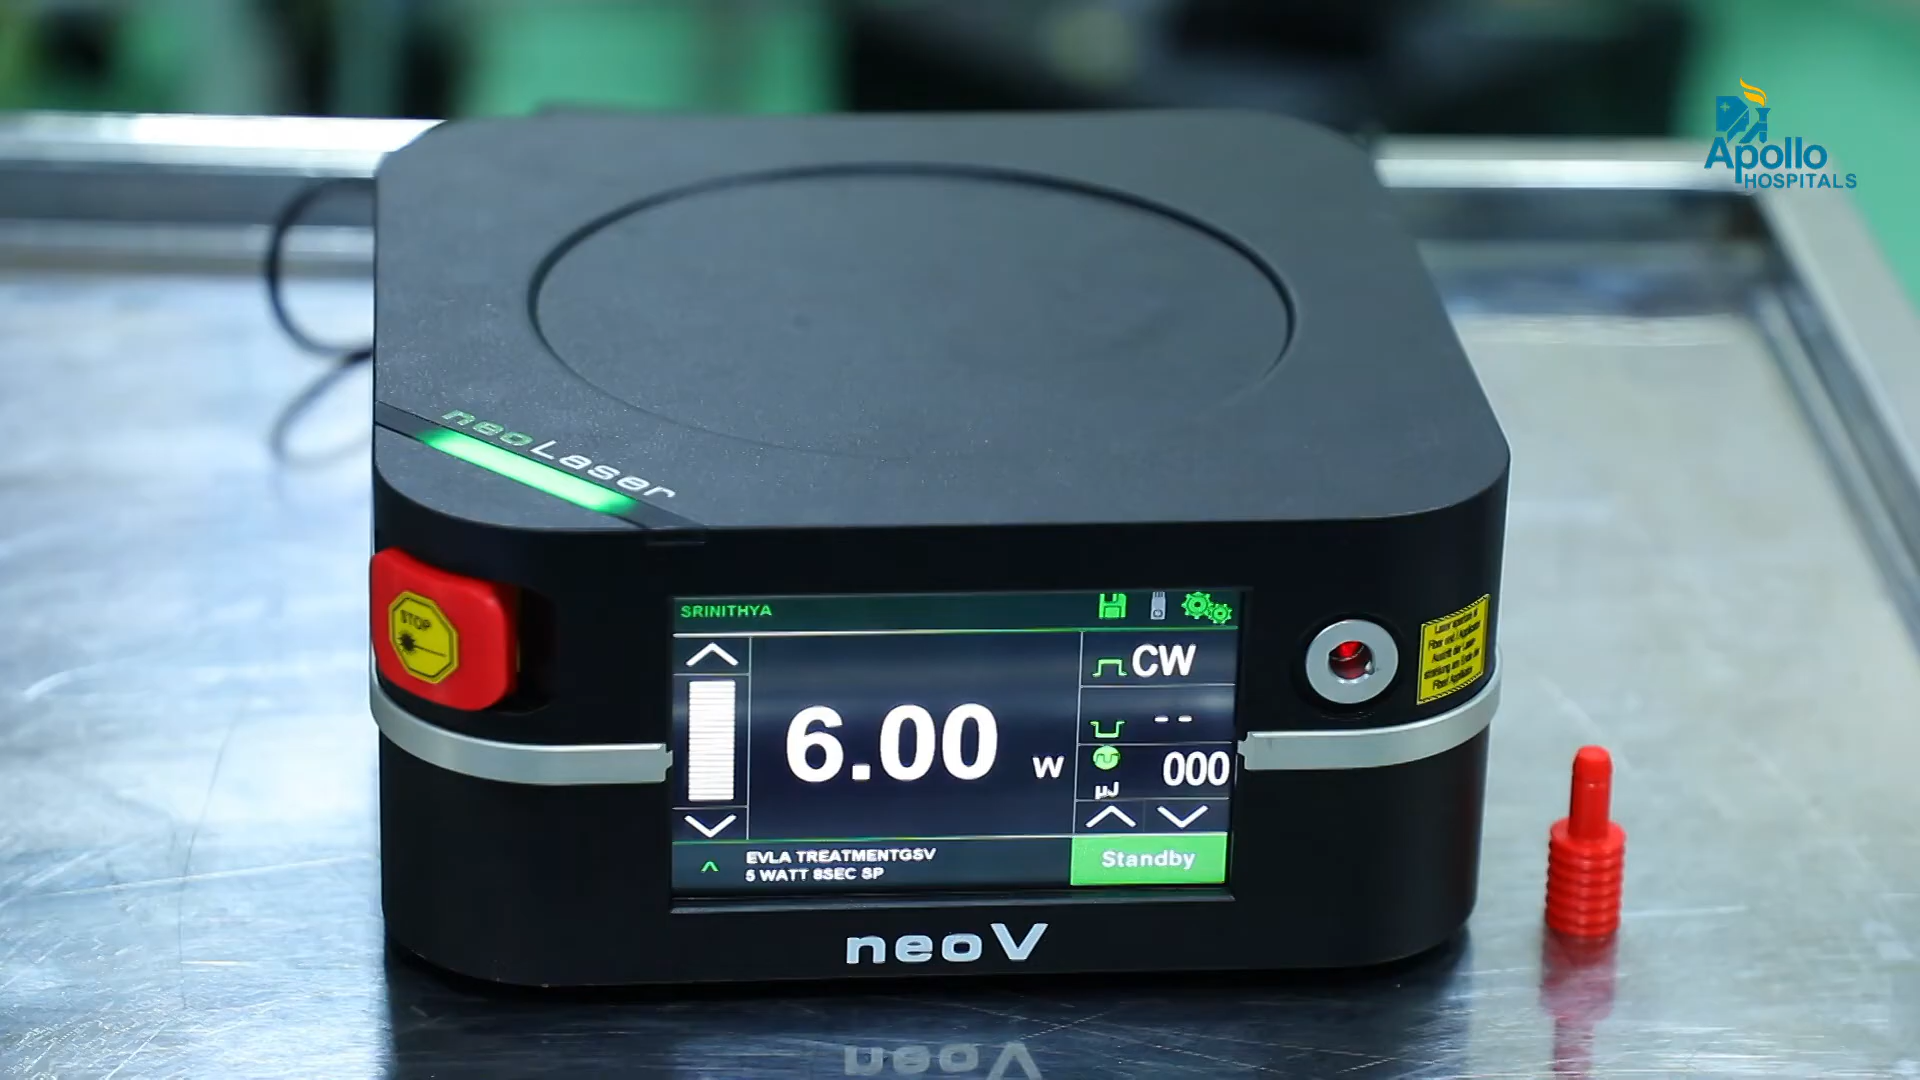 Apollo
HOSPITALS
neoLaser
STOP
SRINITHYA
CW
6.00 W
--
000
µJ
EVLA TREATMENTGSV
5 WATT 8SEC SP
Standby
neoV